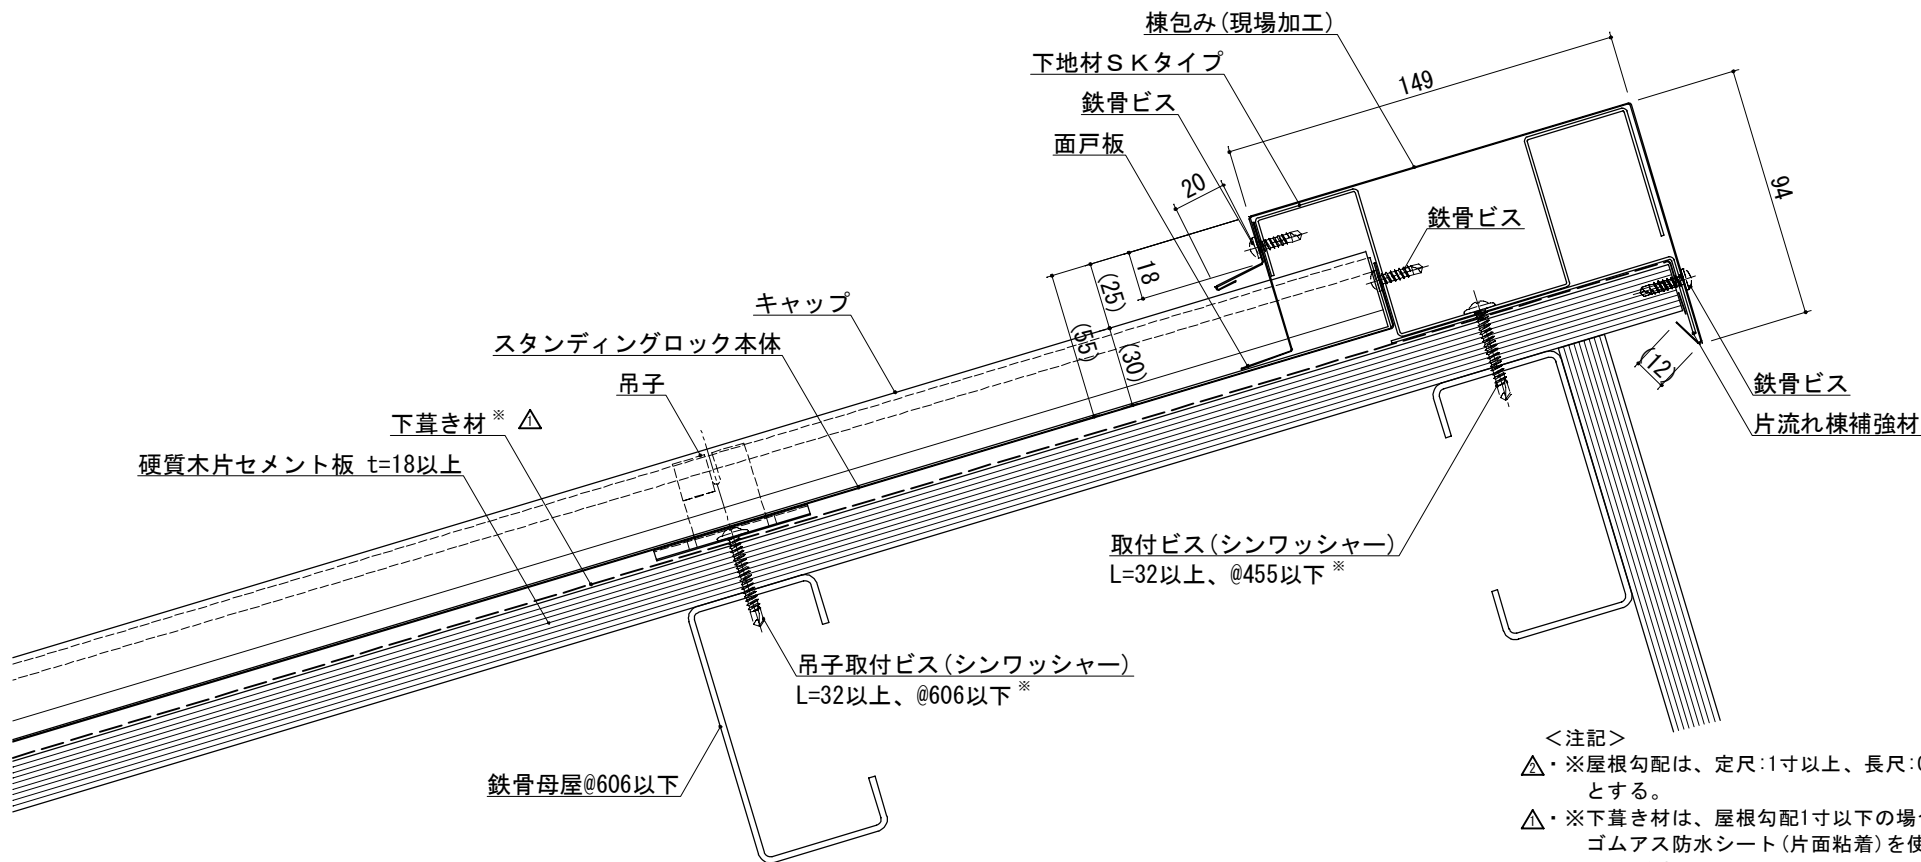 棟包み(現場加工)
下地材SKタイプ
鉄骨ビス
面戸板
149
94
20
鉄骨ビス
18
(25)
(55)
(30)
キャップ
スタンディングロック本体
吊子
下葺き材※ 1
硬質木片セメント板 t=18以上
(12)
鉄骨ビス
片流れ棟補強材
取付ビス(シンワッシャー)
L=32以上、@455以下※
吊子取付ビス(シンワッシャー)
L=32以上、@606以下※
鉄骨母屋@606以下
<注記>
2・※屋根勾配は、定尺:1寸以上、長尺:
とする。
1・※下葺き材は、屋根勾配1寸以下の場
ゴムアス防水シート(片面粘着)を使